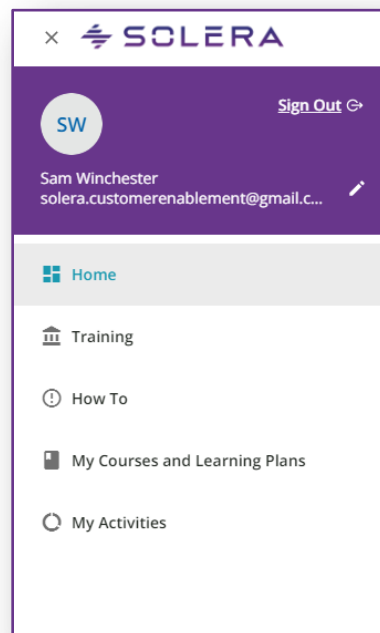 SOLERA
Sign Out
SW
Sam Winchester
solera.customerenablement@gmail.c...
Home
Training
How To
My Courses and Learning Plans
My Activities